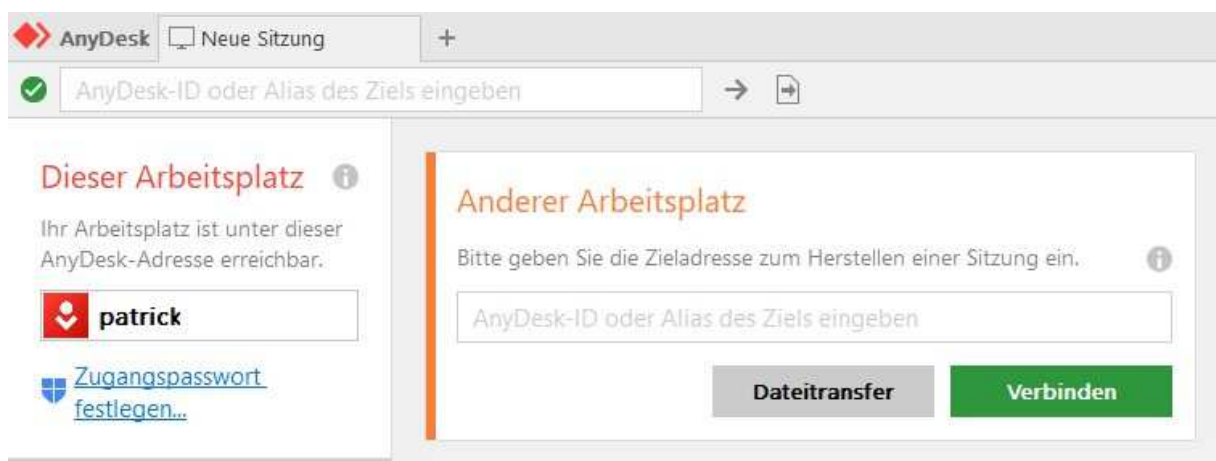 AnyDesk
Neue Sitzung
+
AnyDesk-ID oder Alias des Ziels eingeben
Dieser Arbeitsplatz
Ihr Arbeitsplatz ist unter dieser
AnyDesk-Adresse erreichbar.
patrick
Zugangspasswort
festlegen...
Anderer Arbeitsplatz
Bitte geben Sie die Zieladresse zum Herstellen einer Sitzung ein.
AnyDesk-ID oder Alias des Ziels eingeben
Dateitransfer
Verbinden